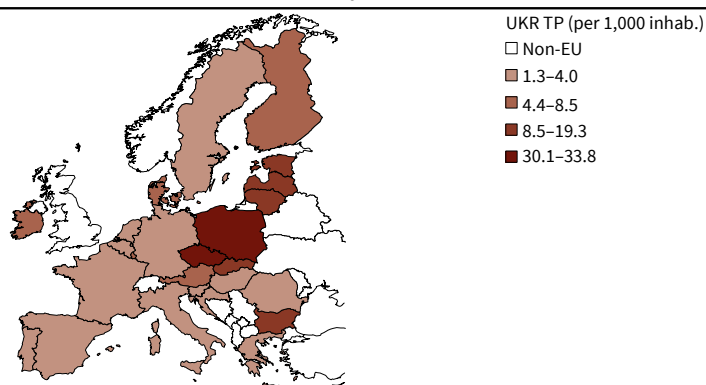 UKR TP (per 1,000 inhab.)
Non-EU
1.3–4.0
4.4–8.5
8.5–19.3
30.1–33.8